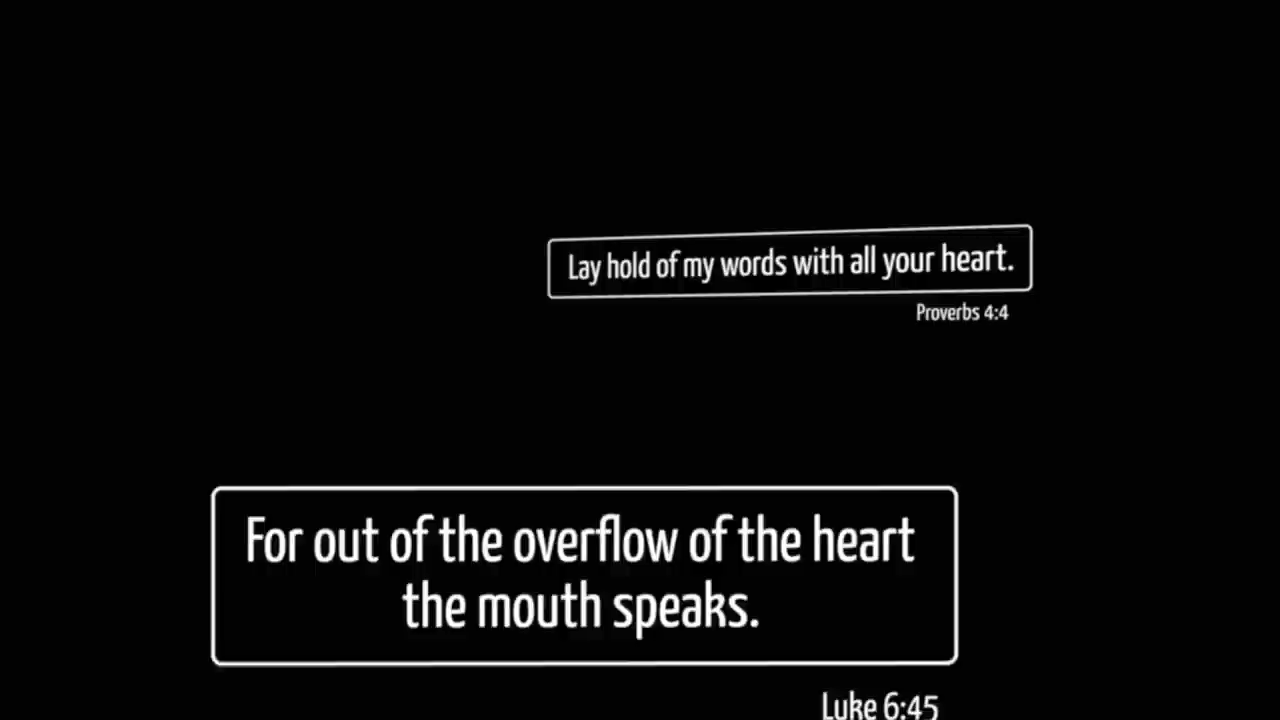 Lay hold of my words with all your heart.
Proverbs 4:4
For out of the overflow of the heart
the mouth speaks.
Luke 6:45